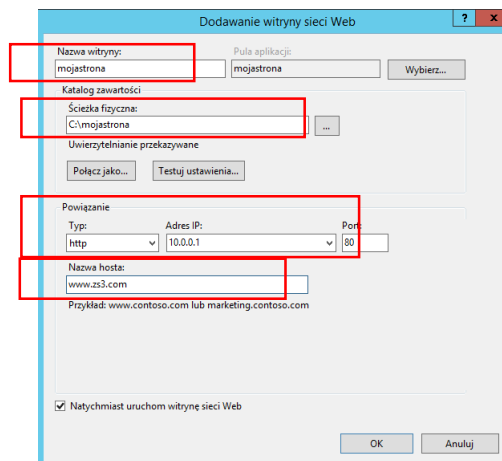 Dodawanie witryny sieci Web
? x
Nazwa witryny: Pula aplikacji:
mojastrona mojastrona Wybierz...
Katalog zawartości
Ścieżka fizyczna:
C:\mojastrona ...
Uwierzytelnianie przekazywane
Połącz jako... Testuj ustawienia...
Powiązanie
Typ: Adres IP: Port:
http 10.0.0.1 80
Nazwa hosta:
www.zs3.com
Przykład: www.contoso.com lub marketing.contoso.com
Natychmiast uruchom witrynę sieci Web
OK Anuluj